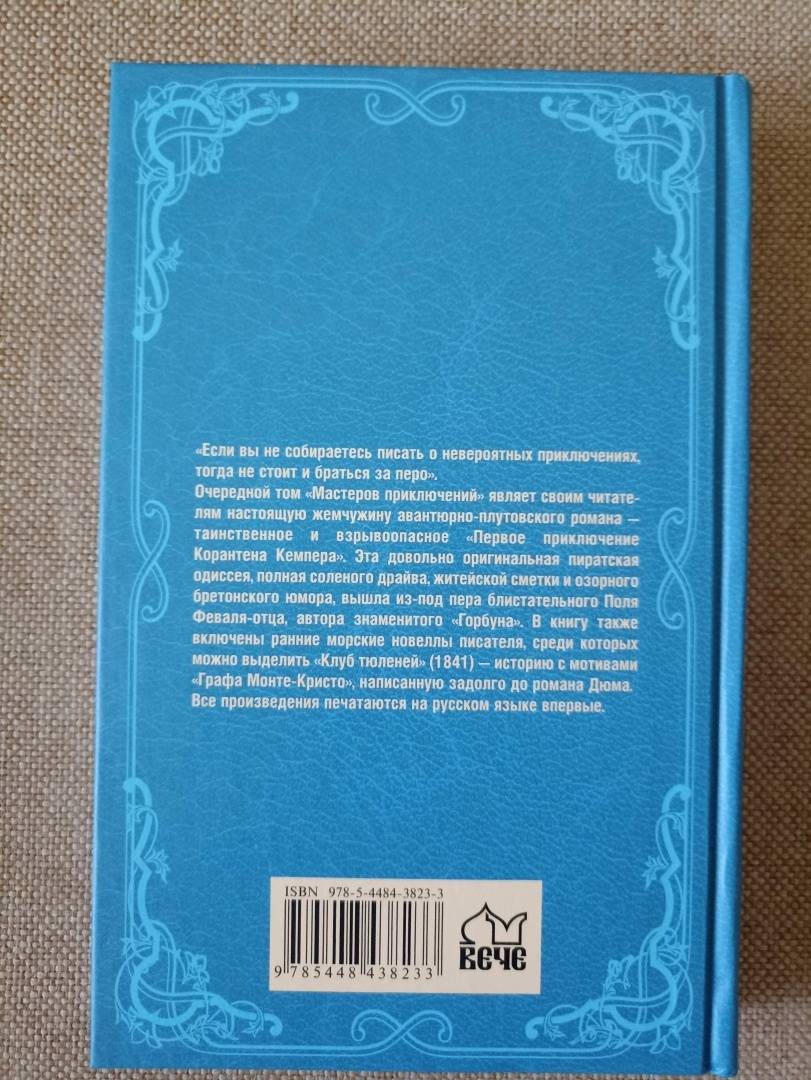 «Если вы не собираетесь писать о невероятных приключениях,
тогда не стоит и браться за перо».
Очередной том «Мастеров приключений» являет своим читате-
лям настоящую жемчужину авантюрно-плутовского романа —
таинственное и взрывоопасное «Первое приключение
Корантена Кемпера». Эта довольно оригинальная пиратская
одиссея, полная соленого драйва, житейской сметки и озорного
бретонского юмора, вышла из-под пера блистательного Поля
Феваля-отца, автора знаменитого «Горбуна». В книгу также
включены ранние морские новеллы писателя, среди которых
можно выделить «Клуб тюленей» (1841) — историю с мотивами
«Графа Монте-Кристо», написанную задолго до романа Дюма.
Все произведения печатаются на русском языке впервые.
ISBN 978-5-4484-3823-3
9 785448 438233
ВЕЧЕ